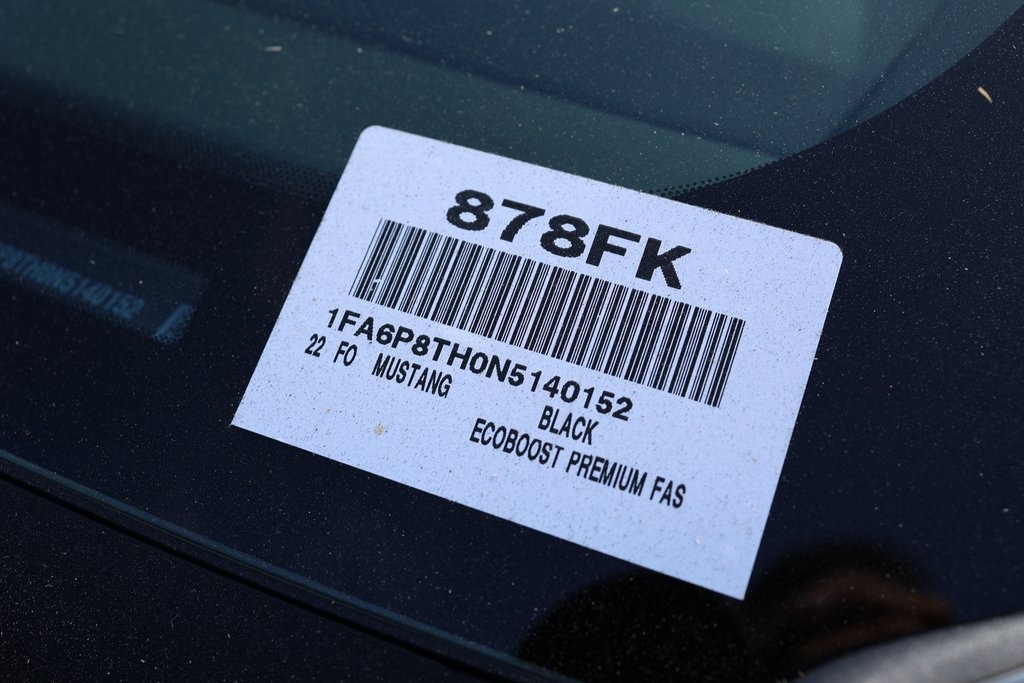 878FK
1FA6P8TH0N5140152
22 FO MUSTANG
BLACK
ECOBOOST PREMIUM FAS